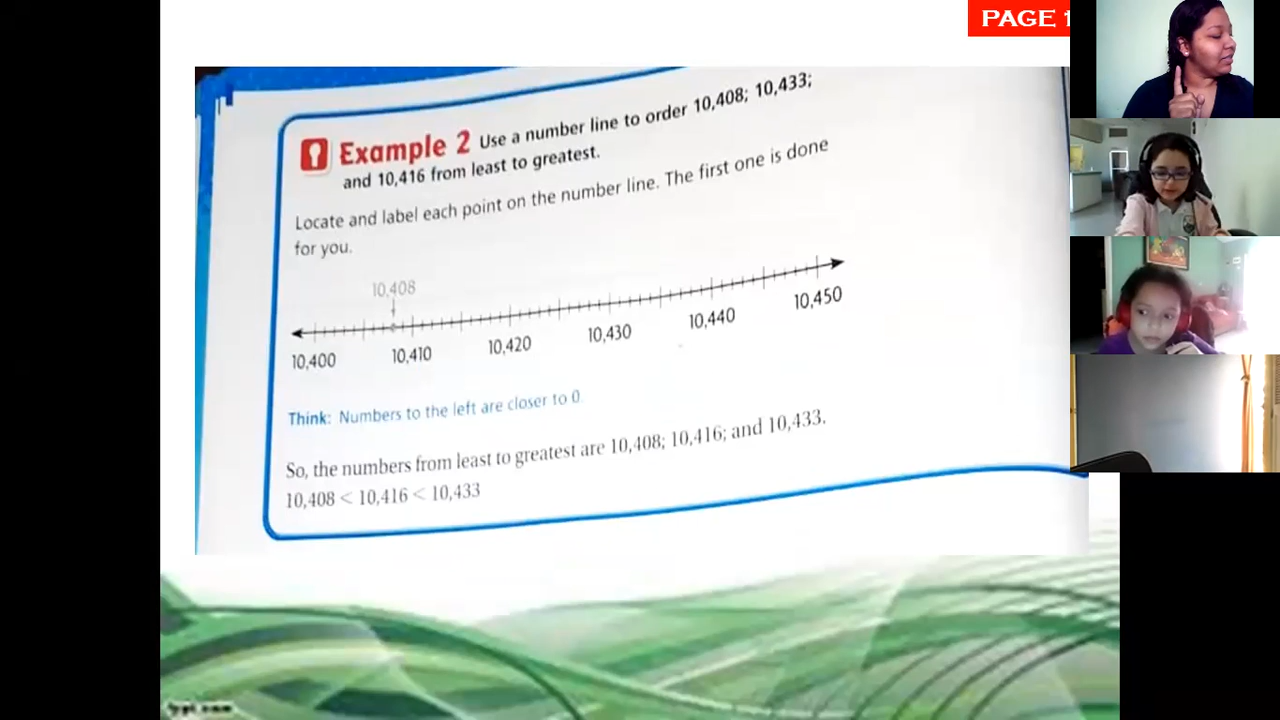 PAGE 1
Example 2 Use a number line to order 10,408; 10,433;
and 10,416 from least to greatest.
Locate and label each point on the number line. The first one is done
for you.
10,408
10,400 10,410 10,420 10,430 10,440 10,450
Think: Numbers to the left are closer to 0
So, the numbers from least to greatest are 10,408; 10,416; and 10,433.
10,408 < 10,416 < 10,433
fppt.com